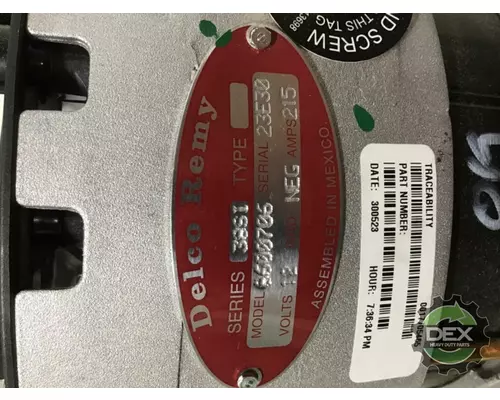 ND SCREW
THIS TAG
Delco Remy
SERIES 38SI TYPE
MODEL 8600706 SERIAL 23E30
VOLTS 12 NEG AMPS 215
ASSEMBLED IN MEXICO.
TRACEABILITY
PART NUMBER:
DATE: 300523 HOUR: 7:36:34 PM
DEX
HEAVY DUTY PARTS